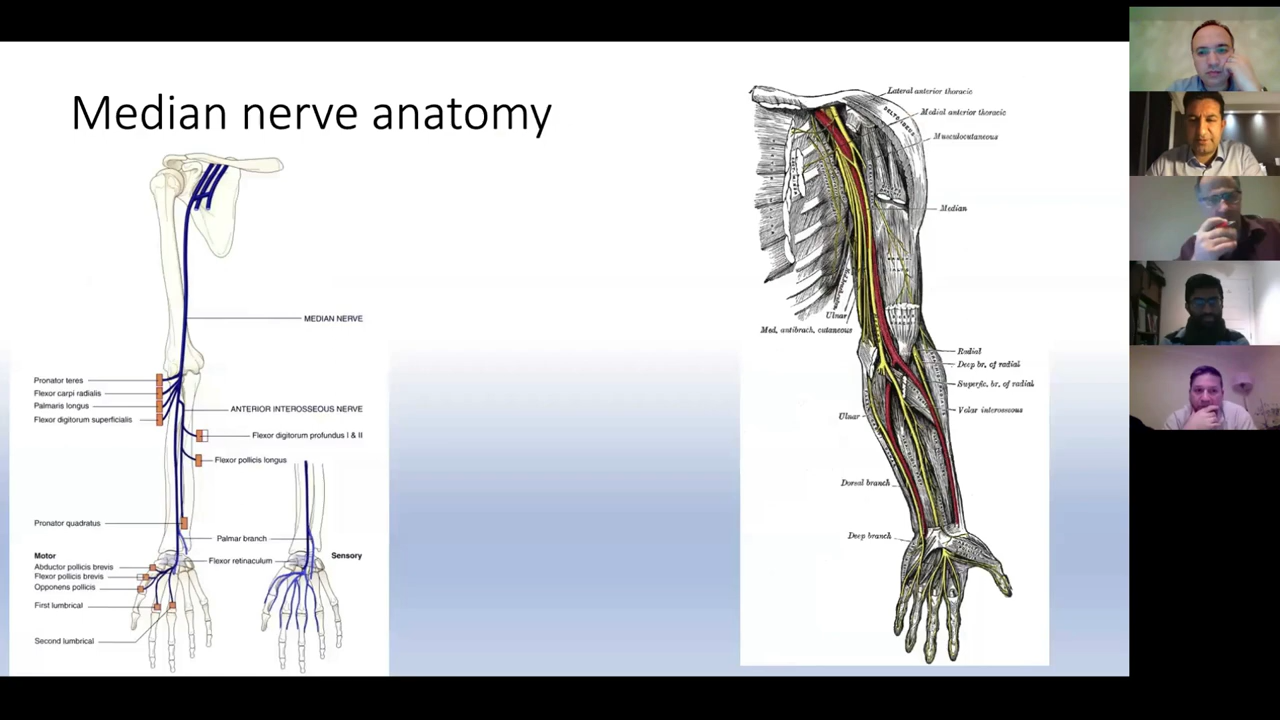 Median nerve anatomy
MEDIAN NERVE
Pronator teres
Flexor carpi radialis
Palmaris longus
Flexor digitorum superficialis
ANTERIOR INTEROSSEOUS NERVE
Flexor digitorum profundus I & II
Flexor pollicis longus
Pronator quadratus
Palmar branch
Motor
Flexor retinaculum
Sensory
Abductor pollicis brevis
Flexor pollicis brevis
Opponens pollicis
First lumbrical
Second lumbrical
Lateral anterior thoracic
Medial anterior thoracic
DELTOIDEUS
Musculocutaneous
Median
Ulnar
Med. antibrach. cutaneous
Radial
Deep br. of radial
Superfic. br. of radial
Volar interosseous
Ulnar
Dorsal branch
Deep branch